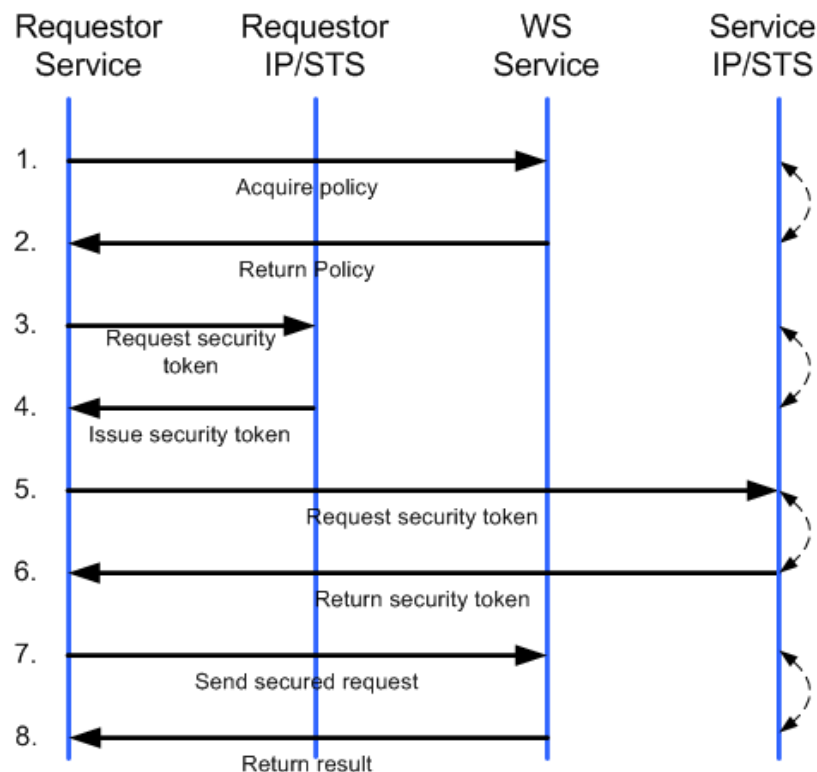 Requestor
Service
Requestor
IP/STS
WS
Service
Service
IP/STS
1.
Acquire policy
2.
Return Policy
3.
Request security
token
4.
Issue security token
5.
Request security token
6.
Return security token
7.
Send secured request
8.
Return result